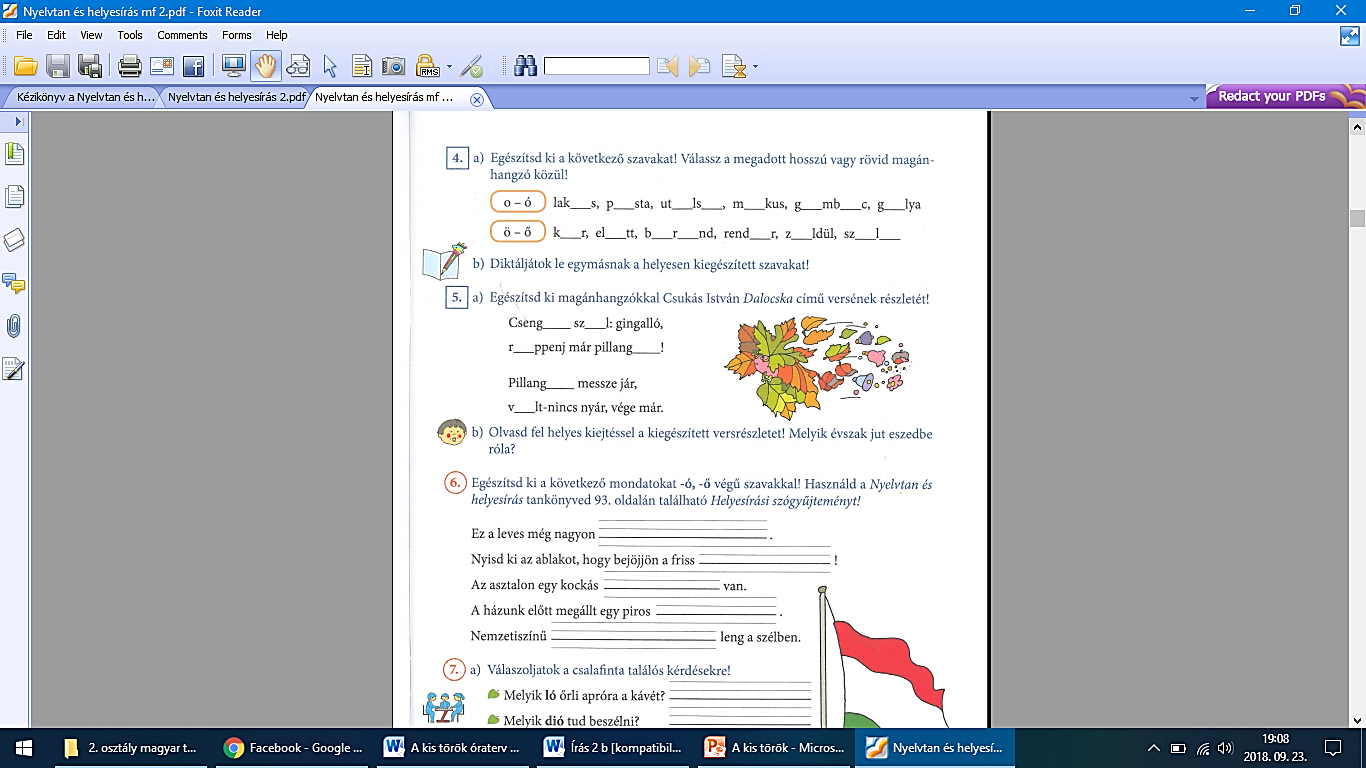 Nyelvtan és helyesírás mf 2.pdf - Foxit Reader
File Edit View Tools Comments Forms Help
RMS
Kézikönyv a Nyelvtan és h... Nyelvtan és helyesírás 2.pdf Nyelvtan és helyesírás mf ... Redact your PDFs
4. a) Egészítsd ki a következő szavakat! Válassz a megadott hosszú vagy rövid magán-
hangzó közül!
o – ó lak___s, p___sta, ut___ls___, m___kus, g___mb___c, g___lya
ö – ő k___r, el___tt, b___r___nd, rend___r, z___ldül, sz___l___
b) Diktáljátok le egymásnak a helyesen kiegészített szavakat!
5. a) Egészítsd ki magánhangzókkal Csukás István Dalocska című versének részletét!
Cseng____ sz___l: gingalló,
r___ppenj már pillang____!
Pillang____ messze jár,
v___lt-nincs nyár, vége már.
b) Olvasd fel helyes kiejtéssel a kiegészített versrészletet! Melyik évszak jut eszedbe
róla?
6. Egészítsd ki a következő mondatokat -ó, -ő végű szavakkal! Használd a Nyelvtan és
helyesírás tankönyved 93. oldalán található Helyesírási szógyűjteményt!
Ez a leves még nagyon ____________________ .
Nyisd ki az ablakot, hogy bejöjjön a friss ________________ !
Az asztalon egy kockás ______________ van.
A házunk előtt megállt egy piros ______________ .
Nemzetiszínű ____________________ leng a szélben.
7. a) Válaszoljatok a csalafinta találós kérdésekre!
Melyik ló őrli apróra a kávét? ________________
Melyik dió tud beszélni? ________________
2. osztály magyar t... Facebook - Google ... A kis török óraterv ... Írás 2 b [kompatibil... A kis török - Micros... Nyelvtan és helyesí...
19:08
2018. 09. 23.